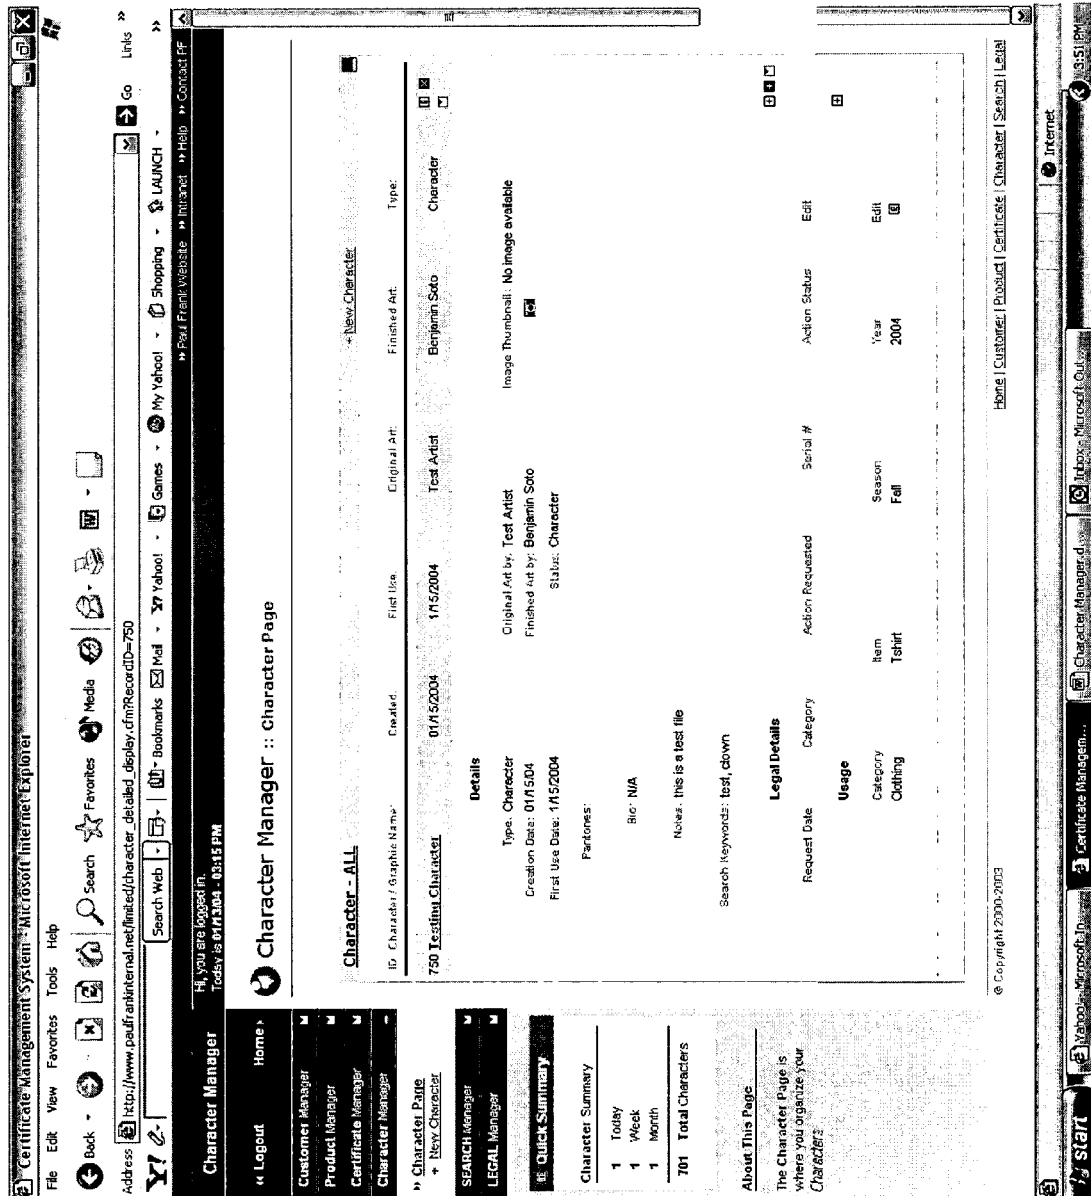 Certificate Management System - Microsoft Internet Explorer
File Edit View Favorites Tools Help
Back Search Favorites Media
Address http://www.paulfrankinternal.net/limited/character_detailed_display.cfm?RecordID=750 Go Links »
Y! Search Web Bookmarks Mail My Yahoo! Yahoo! Games Shopping LAUNCH »
Character Manager
Hi, you are logged in.
Today is 01/13/04 - 03:15 PM
»» Paul Frank Website »» Intranet »» Help »» Contact PF
«« Logout Home »
Customer Manager
Product Manager
Certificate Manager
Character Manager
»» Character Page
+ New Character
SEARCH Manager
LEGAL Manager
Quick Summary
Character Summary
1 Today
1 Week
1 Month
701 Total Characters
About This Page
The Character Page is
where you organize your
Characters
Character Manager :: Character Page
Character - ALL
+New Character
ID Character / Graphic Name: Created: First Use: Original Art: Finished Art: Type:
750 Testing Character 01/15/2004 1/15/2004 Test Artist Benjamin Soto Character
Details
Type: Character
Creation Date: 01/15/04
First Use Date: 1/15/2004
Original Art by: Test Artist
Finished Art by: Benjamin Soto
Status: Character
Image Thumbnail: No image available
Pantones:
Bio: N/A
Notes: this is a test file
Search Keywords: test, clown
Legal Details
Request Date Category Action Requested Serial # Action Status Edit
Usage
Category Item Season Year Edit
Clothing Tshirt Fall 2004
© Copyright 2000-2003
Home | Customer | Product | Certificate | Character | Search | Legal
Internet
start
Yahoo! - Microsoft In...
Certificate Managem...
Character Manager.d...
Inbox - Microsoft Out...
3:51 PM